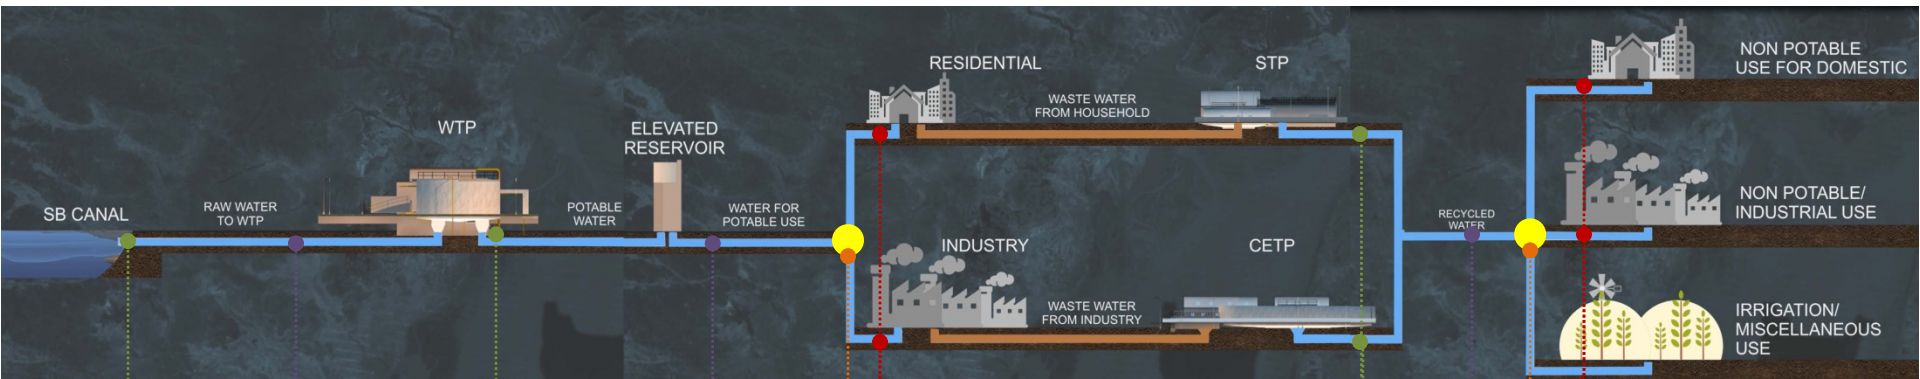 SB CANAL
RAW WATER
TO WTP
WTP
POTABLE
WATER
ELEVATED
RESERVOIR
WATER FOR
POTABLE USE
RESIDENTIAL
WASTE WATER
FROM HOUSEHOLD
STP
INDUSTRY
WASTE WATER
FROM INDUSTRY
CETP
RECYCLED
WATER
NON POTABLE
USE FOR DOMESTIC
NON POTABLE/
INDUSTRIAL USE
IRRIGATION/
MISCELLANEOUS
USE